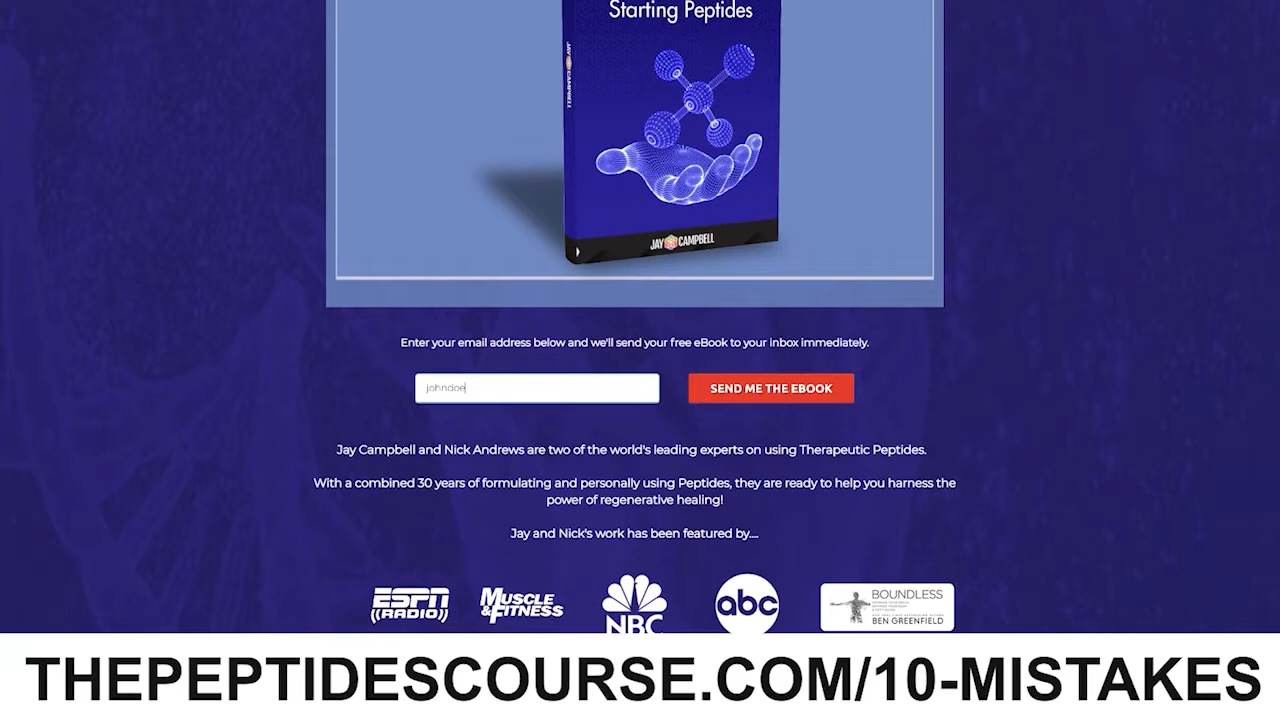 Starting Peptides
JAY CAMPBELL
JAY CAMPBELL
Enter your email address below and we'll send your free eBook to your inbox immediately.
johndoe
SEND ME THE EBOOK
Jay Campbell and Nick Andrews are two of the world's leading experts on using Therapeutic Peptides.
With a combined 30 years of formulating and personally using Peptides, they are ready to help you harness the
power of regenerative healing!
Jay and Nick's work has been featured by....
ESPN
RADIO
MUSCLE
& FITNESS
NBC
abc
BOUNDLESS
BEN GREENFIELD
THEPEPTIDESCOURSE.COM/10-MISTAKES